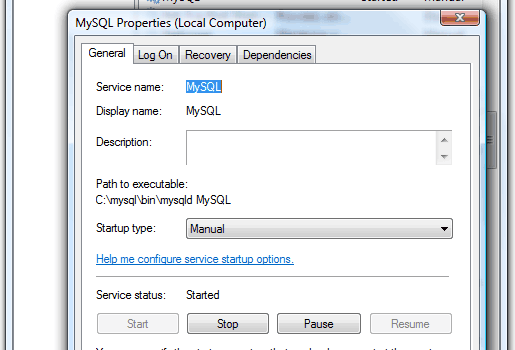 MySQL Properties (Local Computer)
General Log On Recovery Dependencies
Service name: MySQL
Display name: MySQL
Description:
Path to executable:
C:\mysql\bin\mysqld MySQL
Startup type: Manual
Help me configure service startup options.
Service status: Started
Start Stop Pause Resume